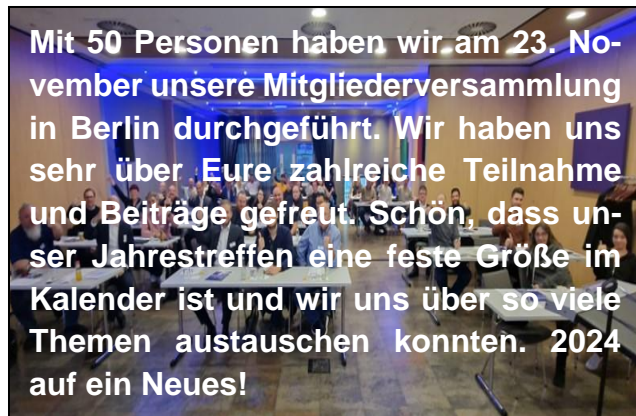 Mit 50 Personen haben wir am 23. No-
vember unsere Mitgliederversammlung
in Berlin durchgeführt. Wir haben uns
sehr über Eure zahlreiche Teilnahme
und Beiträge gefreut. Schön, dass un-
ser Jahrestreffen eine feste Größe im
Kalender ist und wir uns über so viele
Themen austauschen konnten. 2024
auf ein Neues!